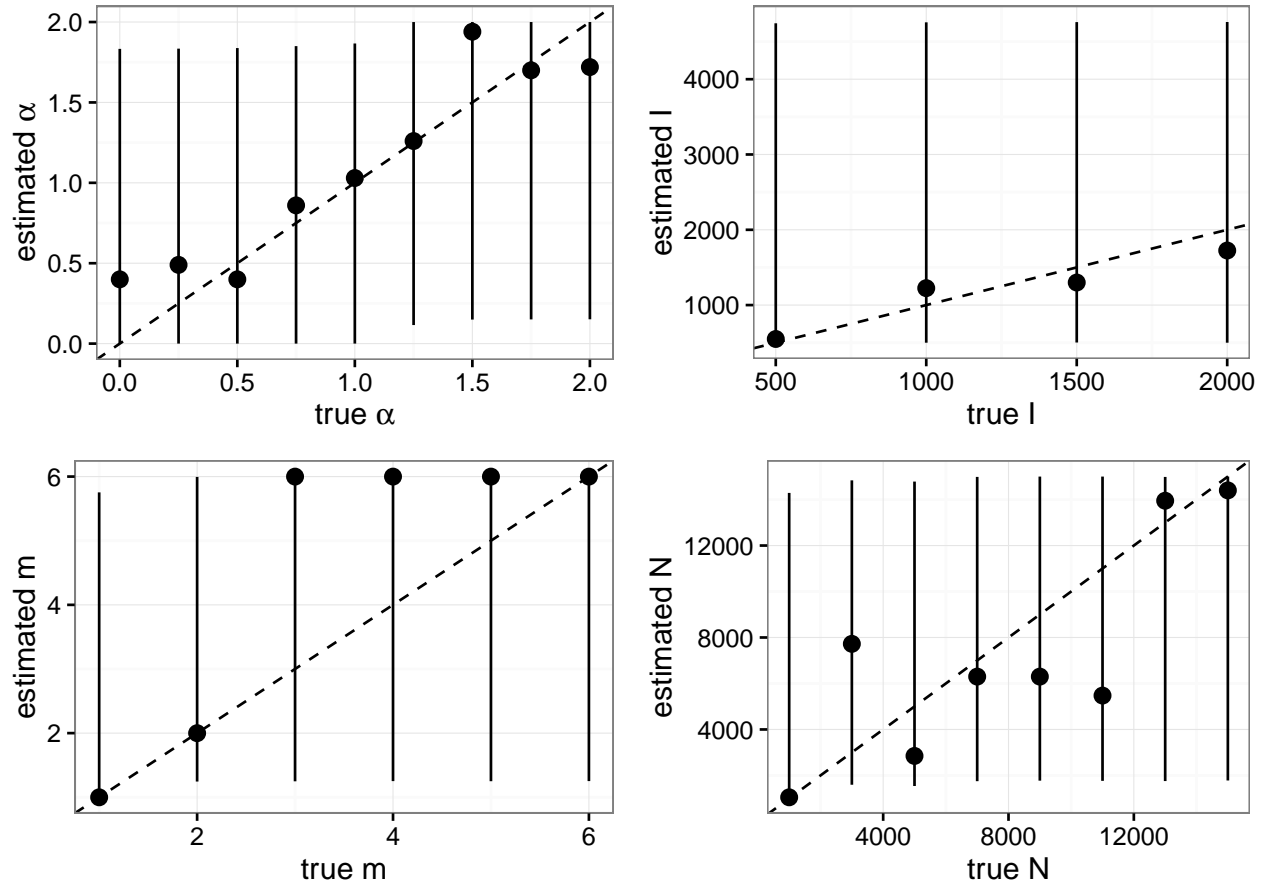 2.0
1.5
1.0
0.5
0.0
estimated α
0.0 0.5 1.0 1.5 2.0
true α
4000
3000
2000
1000
estimated I
500 1000 1500 2000
true I
6
4
2
estimated m
2 4 6
true m
12000
8000
4000
estimated N
4000 8000 12000
true N